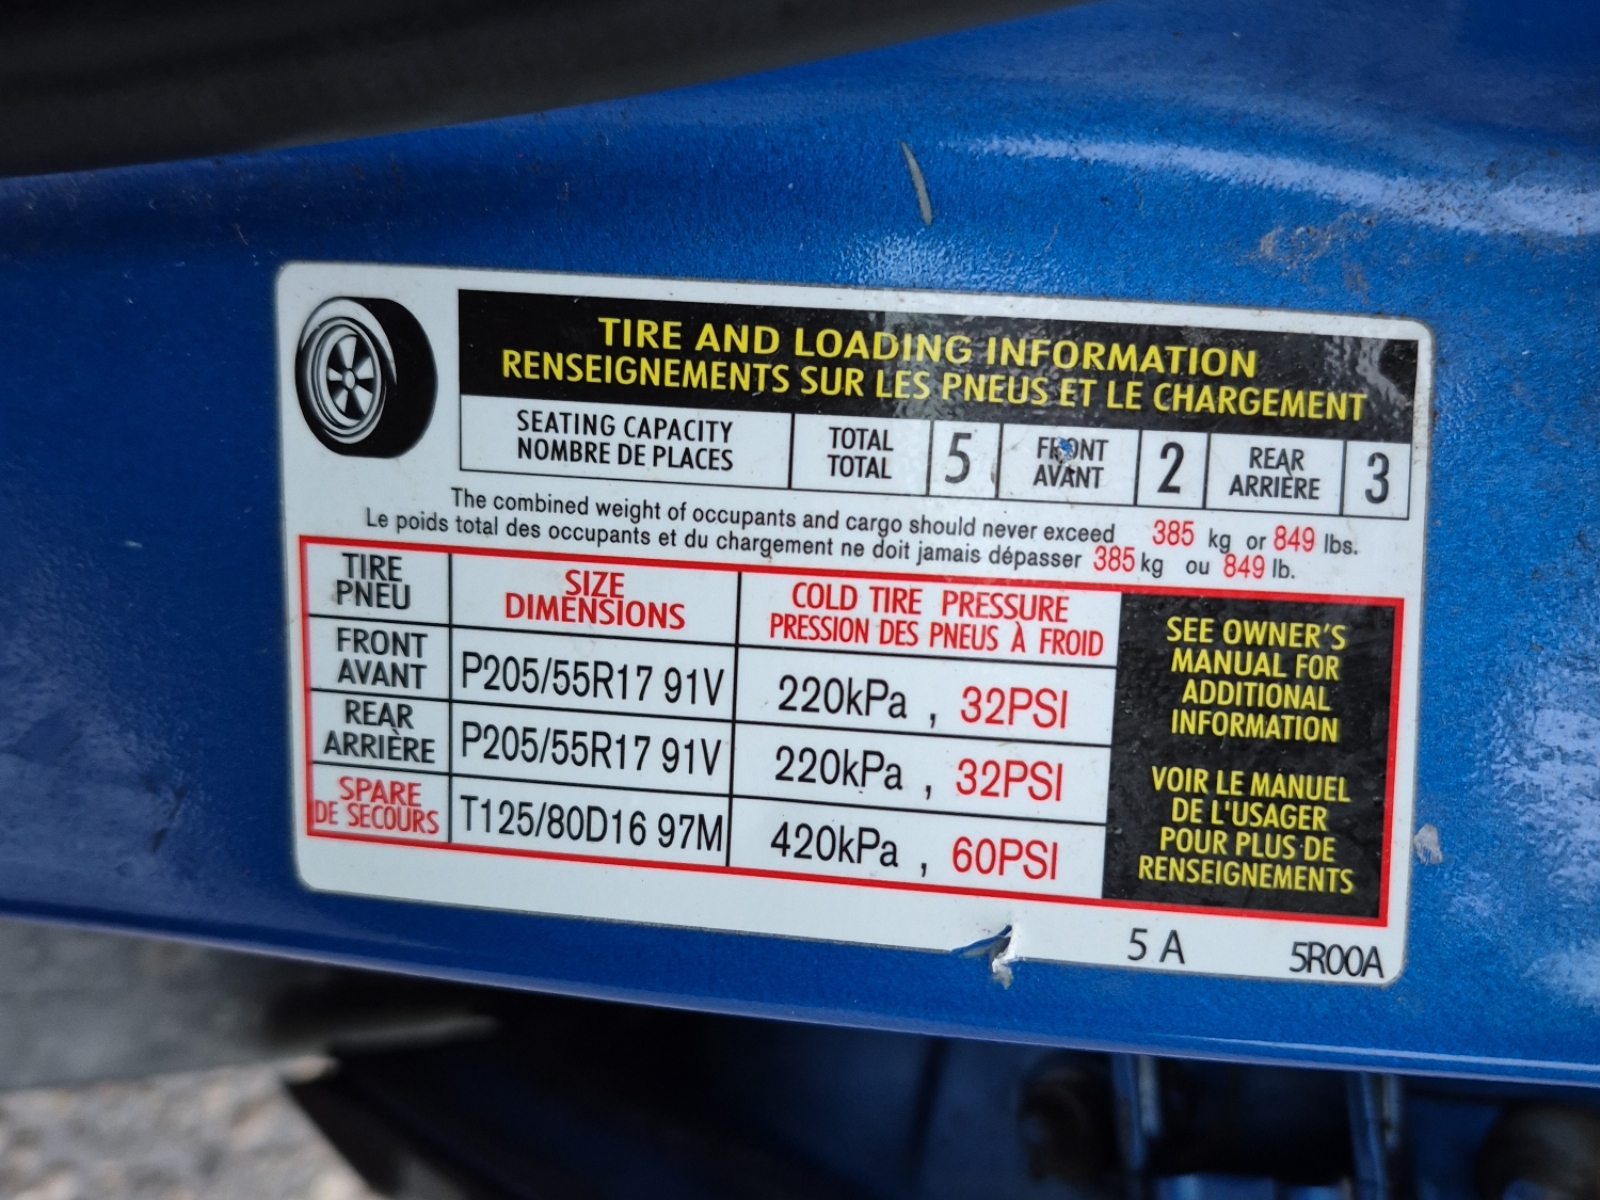 TIRE AND LOADING INFORMATION
RENSEIGNEMENTS SUR LES PNEUS ET LE CHARGEMENT
SEATING CAPACITY
NOMBRE DE PLACES
TOTAL
TOTAL
5
FRONT
AVANT
2
REAR
ARRIÈRE
3
The combined weight of occupants and cargo should never exceed 385 kg or 849 lbs.
Le poids total des occupants et du chargement ne doit jamais dépasser 385 kg ou 849 lb.
TIRE
PNEU
SIZE
DIMENSIONS
COLD TIRE PRESSURE
PRESSION DES PNEUS À FROID
FRONT
AVANT
P205/55R17 91V
220kPa , 32PSI
REAR
ARRIÈRE
P205/55R17 91V
220kPa , 32PSI
SPARE
DE SECOURS
T125/80D16 97M
420kPa , 60PSI
SEE OWNER'S
MANUAL FOR
ADDITIONAL
INFORMATION
VOIR LE MANUEL
DE L'USAGER
POUR PLUS DE
RENSEIGNEMENTS
5 A 5R00A